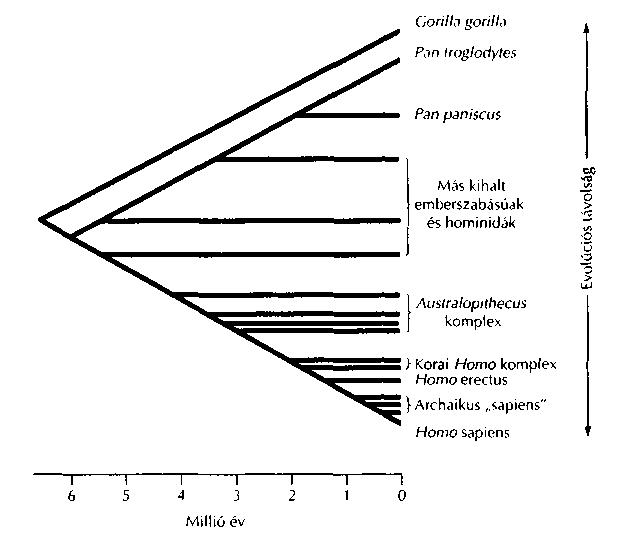 Gorilla gorilla
Pan troglodytes
Pan paniscus
Más kihalt
emberszabásúak
és hominidák
Australopithecus
komplex
Korai Homo komplex
Homo erectus
Archaikus „sapiens”
Homo sapiens
Evolúciós távolság
6 5 4 3 2 1 0
Millió év